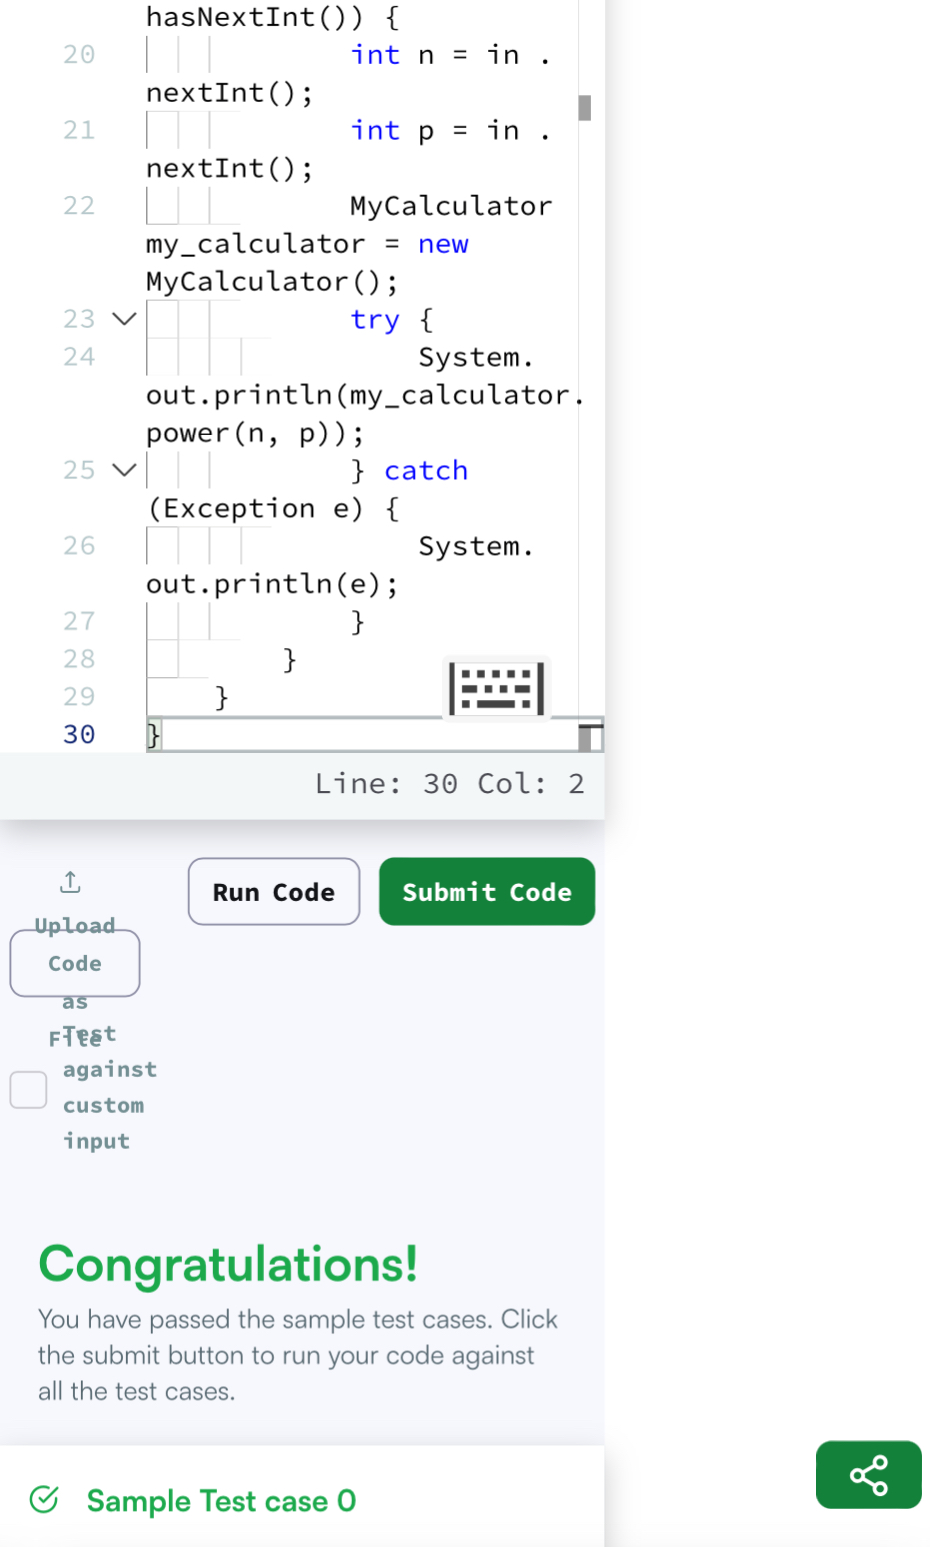 hasNextInt()) {
20 int n = in .
nextInt();
21 int p = in .
nextInt();
22 MyCalculator
my_calculator = new
MyCalculator();
23 try {
24 System.
out.println(my_calculator.
power(n, p));
25 } catch
(Exception e) {
26 System.
out.println(e);
27 }
28 }
29 }
30 }
Line: 30 Col: 2
Run Code
Submit Code
Upload
Code
as
File
Test
against
custom
input
Congratulations!
You have passed the sample test cases. Click
the submit button to run your code against
all the test cases.
Sample Test case 0